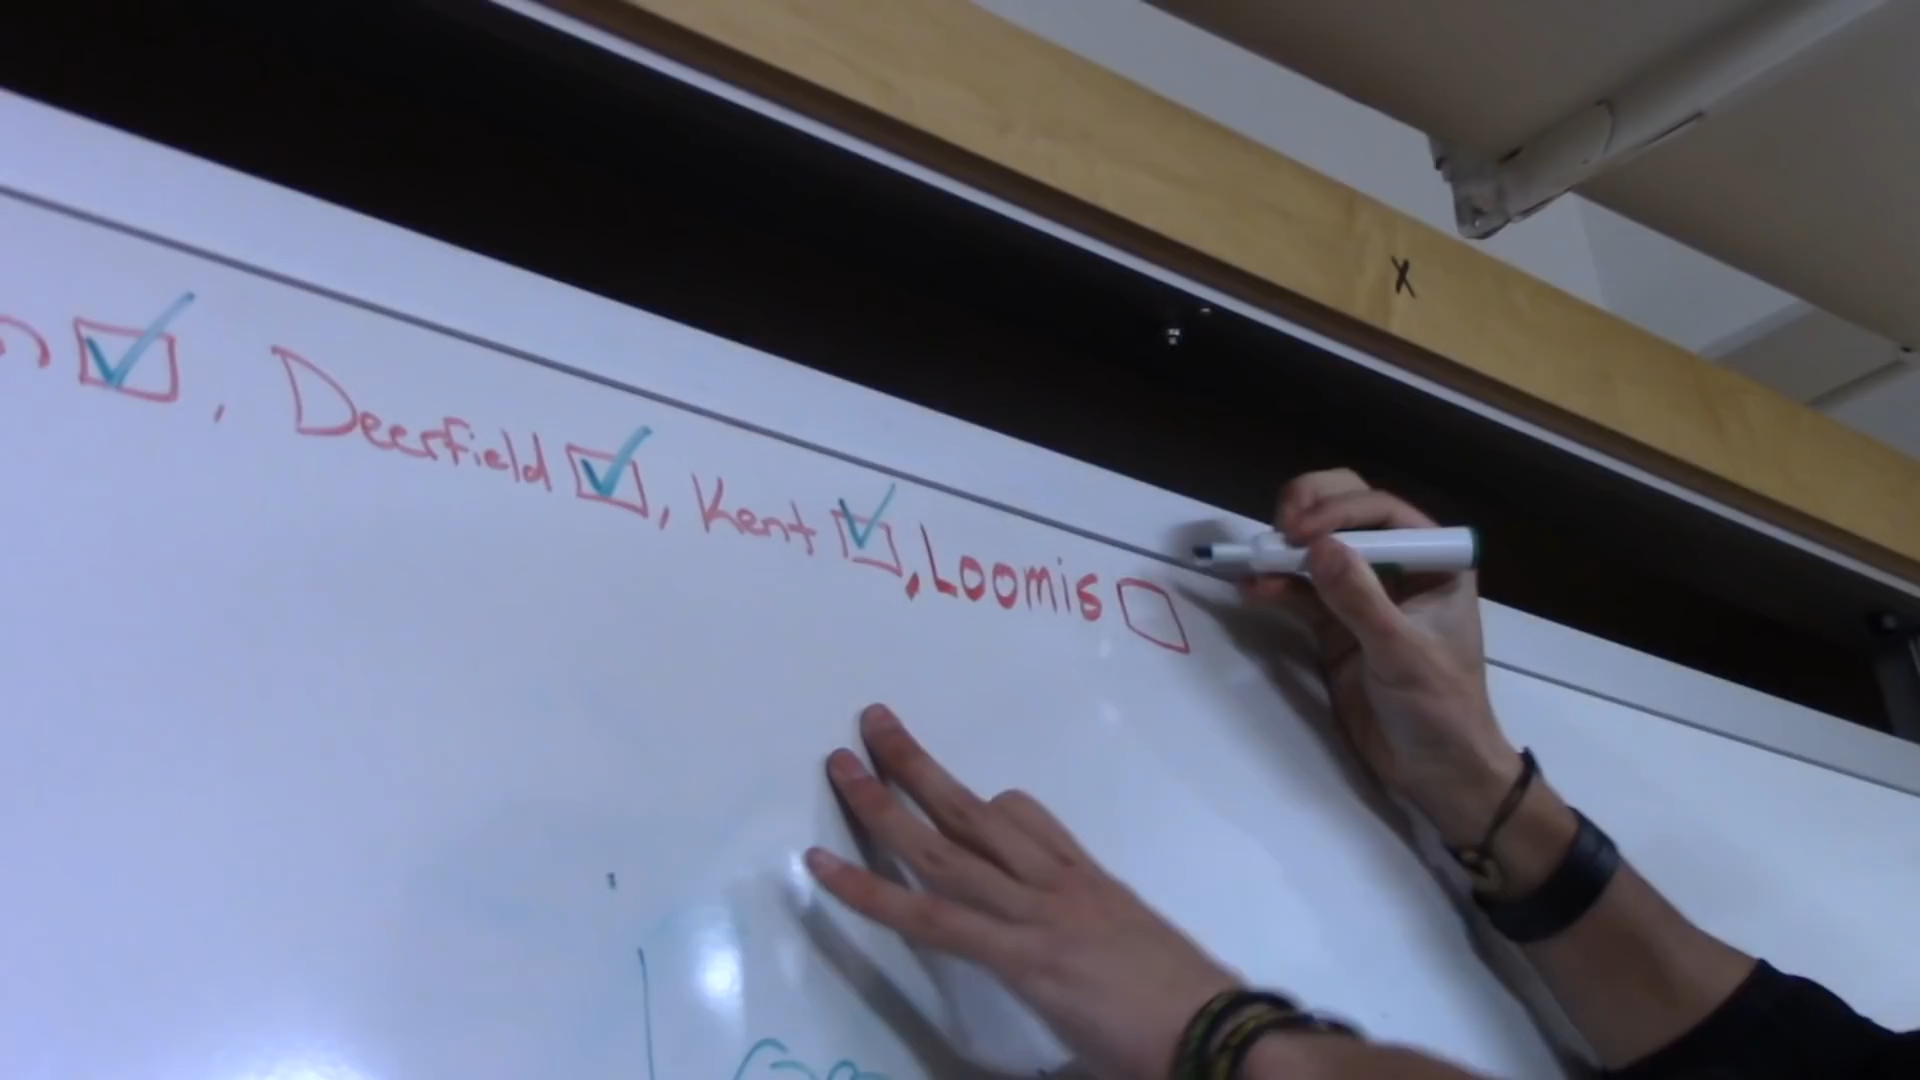 n ☑, Deerfield ☑, Kent ☑, Loomis ☐
X